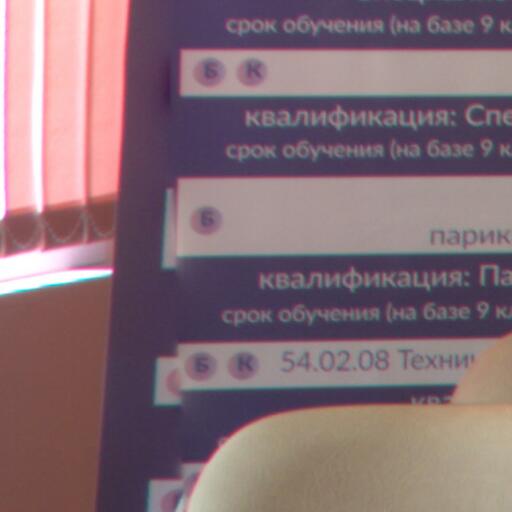 срок обучения (на базе 9 к
Б К
квалификация: Спе
срок обучения (на базе 9 к
Б
парик
квалификация: Па
срок обучения (на базе 9 кл
Б К 54.02.08 Техни